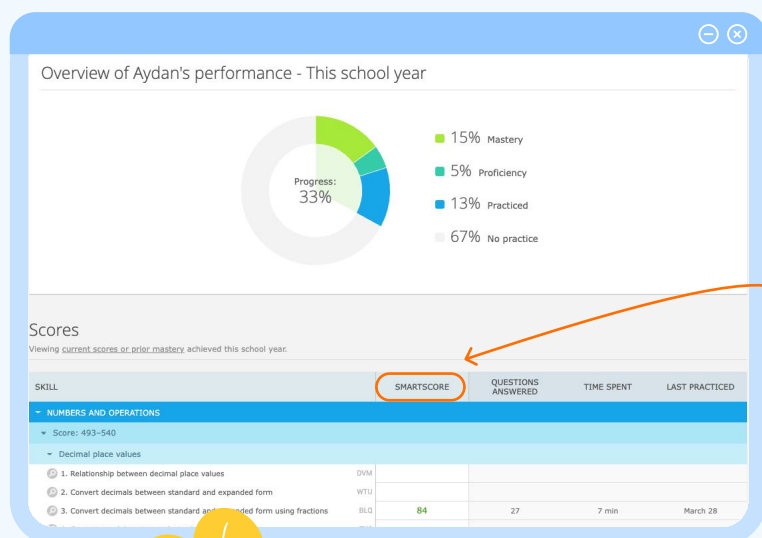 Overview of Aydan's performance - This school year
15% Mastery
5% Proficiency
13% Practiced
67% No practice
Progress:
33%
Scores
Viewing current scores or prior mastery achieved this school year.
SKILL SMARTSCORE QUESTIONS ANSWERED TIME SPENT LAST PRACTICED
NUMBERS AND OPERATIONS
Score: 493–540
Decimal place values
1. Relationship between decimal place values DVM
2. Convert decimals between standard and expanded form WTU
3. Convert decimals between standard and expanded form using fractions BLQ 84 27 7 min March 28